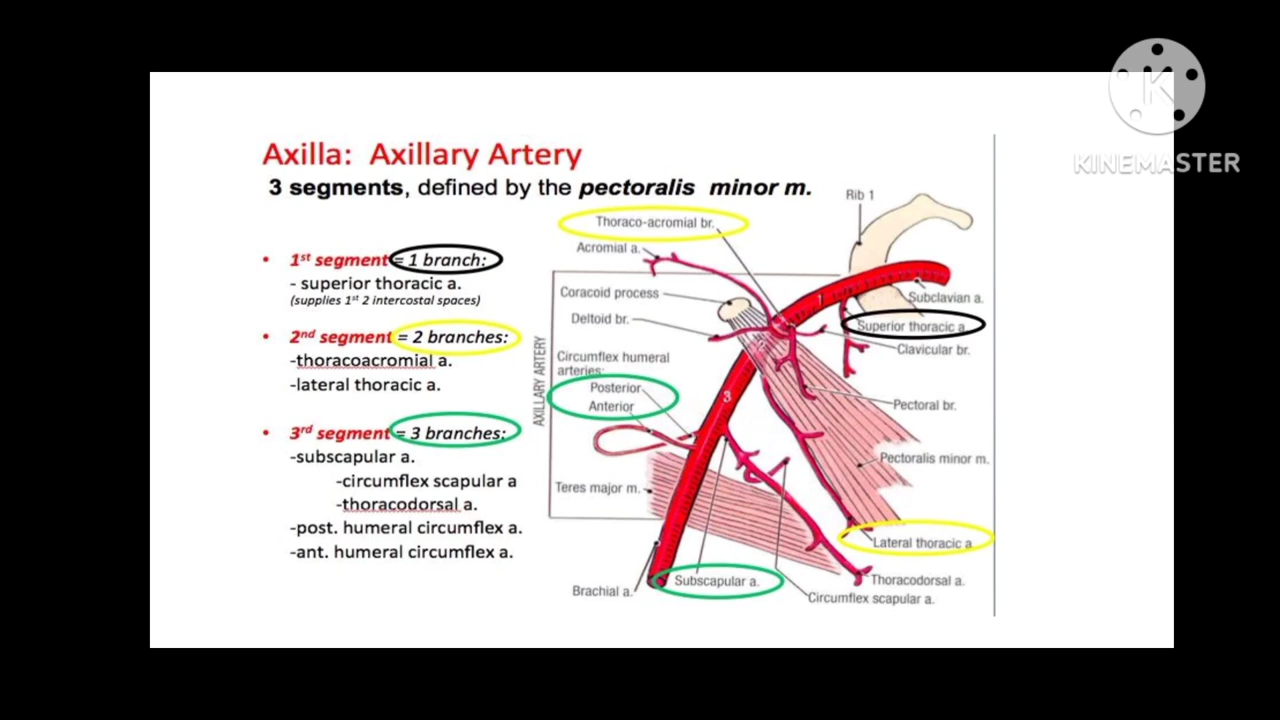 KINEMASTER
Axilla: Axillary Artery
3 segments, defined by the pectoralis minor m.
• 1st segment = 1 branch:
- superior thoracic a.
(supplies 1st 2 intercostal spaces)
• 2nd segment = 2 branches:
-thoracoacromial a.
-lateral thoracic a.
• 3rd segment = 3 branches:
-subscapular a.
-circumflex scapular a
-thoracodorsal a.
-post. humeral circumflex a.
-ant. humeral circumflex a.
Rib 1
Thoraco-acromial br.
Acromial a.
Coracoid process
Deltoid br.
AXILLARY ARTERY
Circumflex humeral
arteries:
Posterior
Anterior
Teres major m.
Brachial a.
Subscapular a.
1
2
3
Subclavian a.
Superior thoracic a
Clavicular br.
Pectoral br.
Pectoralis minor m.
Lateral thoracic a
Thoracodorsal a.
Circumflex scapular a.